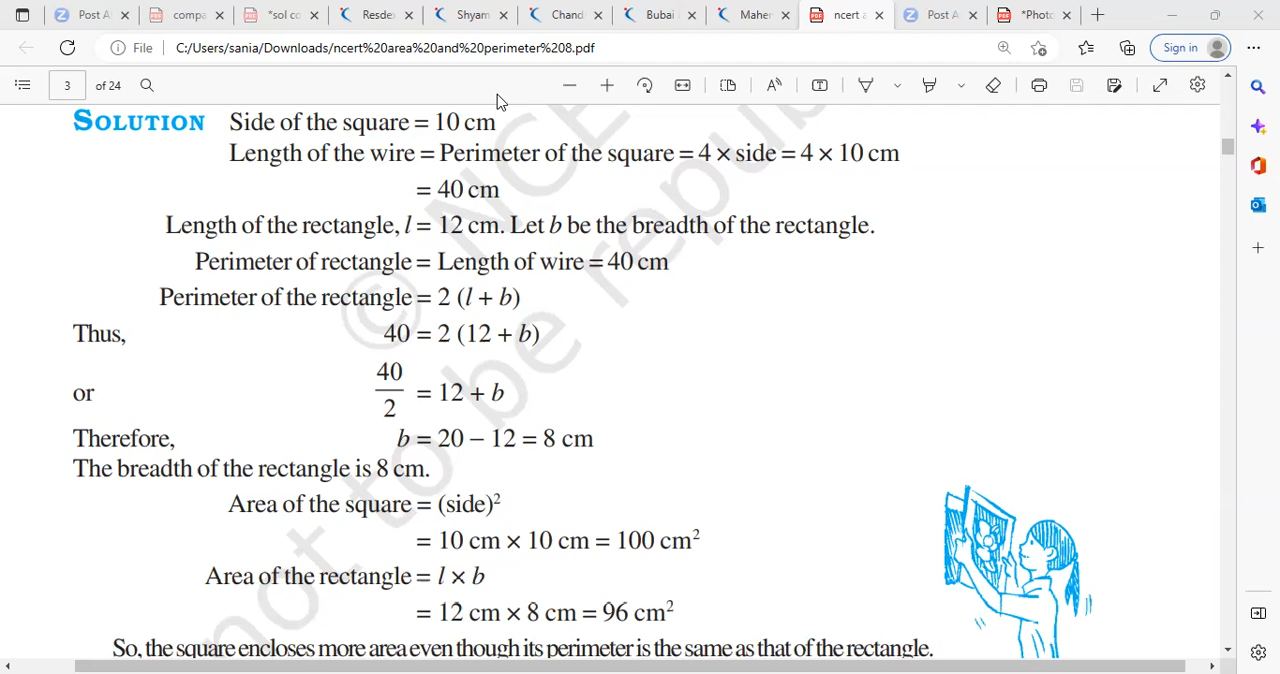 Post A
compa
*sol co
Resdex
Shyam
Chand
Bubai
Maher
ncert a
Post A
*Photo
File C:/Users/sania/Downloads/ncert%20area%20and%20perimeter%208.pdf Sign in
3 of 24
SOLUTION Side of the square = 10 cm
Length of the wire = Perimeter of the square = 4 × side = 4 × 10 cm
= 40 cm
Length of the rectangle, l = 12 cm. Let b be the breadth of the rectangle.
Perimeter of rectangle = Length of wire = 40 cm
Perimeter of the rectangle = 2 (l + b)
Thus, 40 = 2 (12 + b)
or 40/2 = 12 + b
Therefore, b = 20 − 12 = 8 cm
The breadth of the rectangle is 8 cm.
Area of the square = (side)²
= 10 cm × 10 cm = 100 cm²
Area of the rectangle = l × b
= 12 cm × 8 cm = 96 cm²
So, the square encloses more area even though its perimeter is the same as that of the rectangle.
© NCE
not to be repub